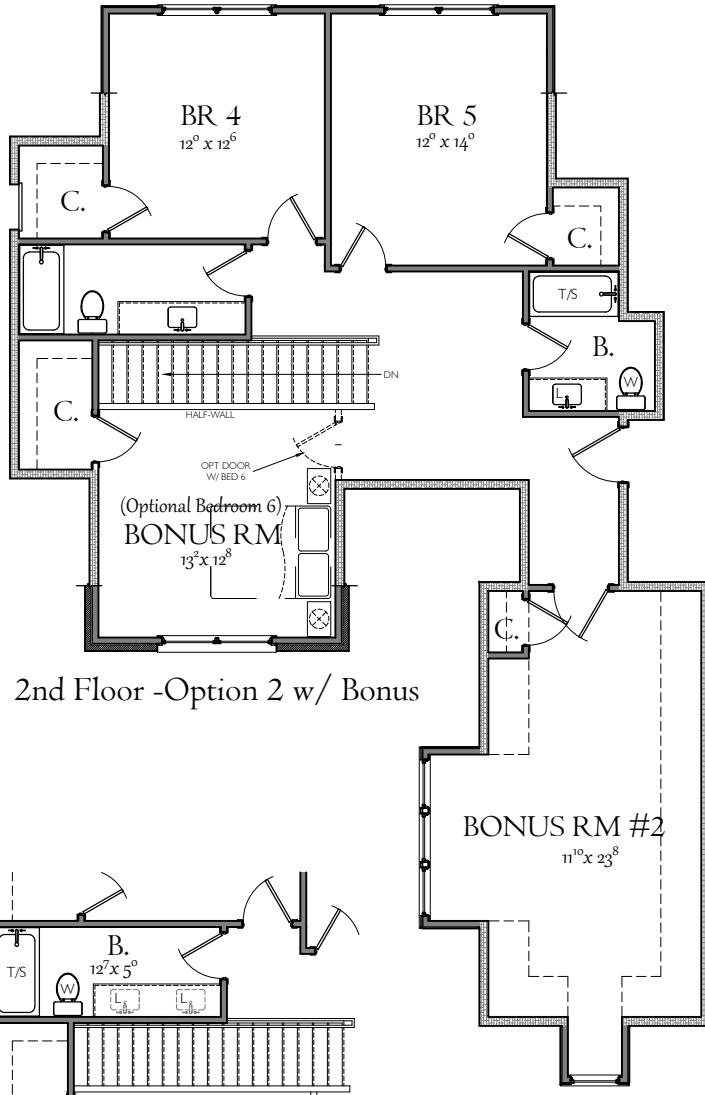 BR 4
12⁰ x 12⁶
BR 5
12⁰ x 14⁰
C.
C.
T/S
B.
L
W
DN
HALF-WALL
C.
OPT DOOR
W/ BED 6
(Optional Bedroom 6)
BONUS RM
13² x 12⁸
C.
2nd Floor -Option 2 w/ Bonus
BONUS RM #2
11¹⁰ x 23⁸
B.
12⁷ x 5⁰
T/S
W
L
L